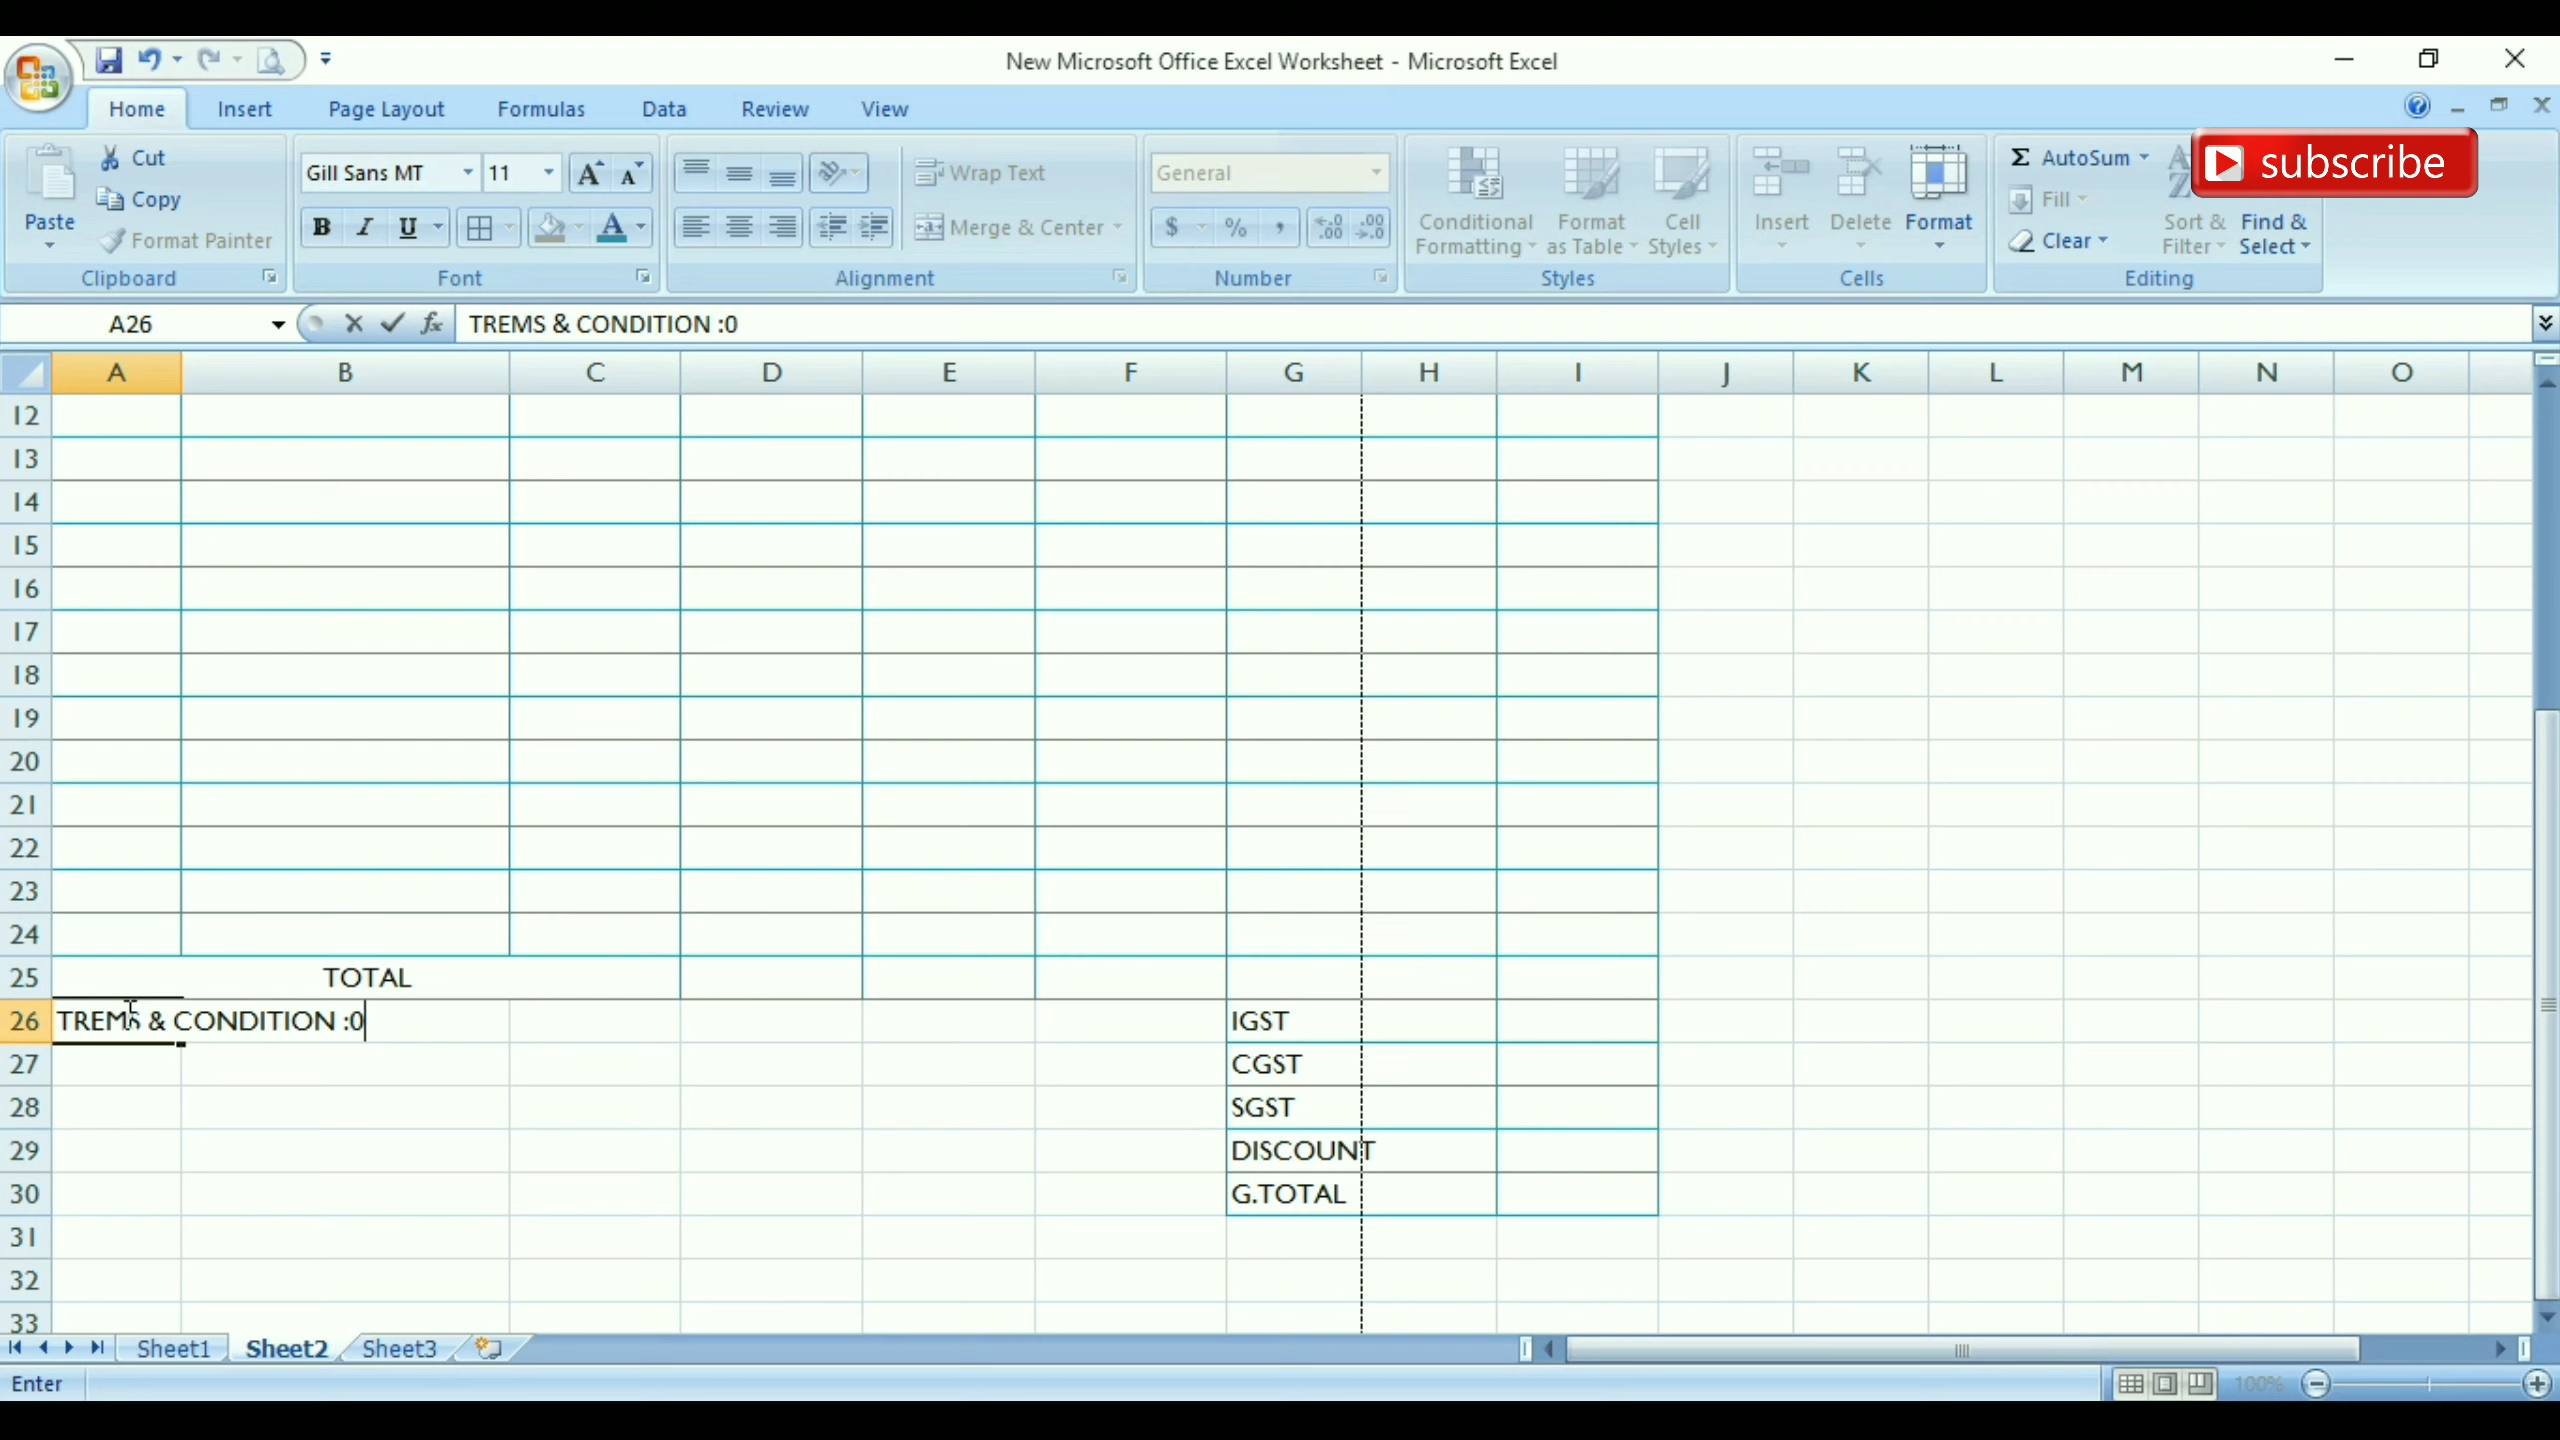 New Microsoft Office Excel Worksheet - Microsoft Excel
Home Insert Page Layout Formulas Data Review View
subscribe
Paste
Cut
Copy
Format Painter
Clipboard
Gill Sans MT 11
B I U
Font
Wrap Text
Merge & Center
Alignment
General
$ % ,
Number
Conditional Formatting
Format as Table
Cell Styles
Styles
Insert Delete Format
Cells
Σ AutoSum
Fill
Clear
Sort & Filter
Find & Select
Editing
A26 fx TREMS & CONDITION :0
A B C D E F G H I J K L M N O
12
13
14
15
16
17
18
19
20
21
22
23
24
25 TOTAL
26 TREMS & CONDITION :0 IGST
27 CGST
28 SGST
29 DISCOUNT
30 G.TOTAL
31
32
33
Sheet1 Sheet2 Sheet3
Enter 100%